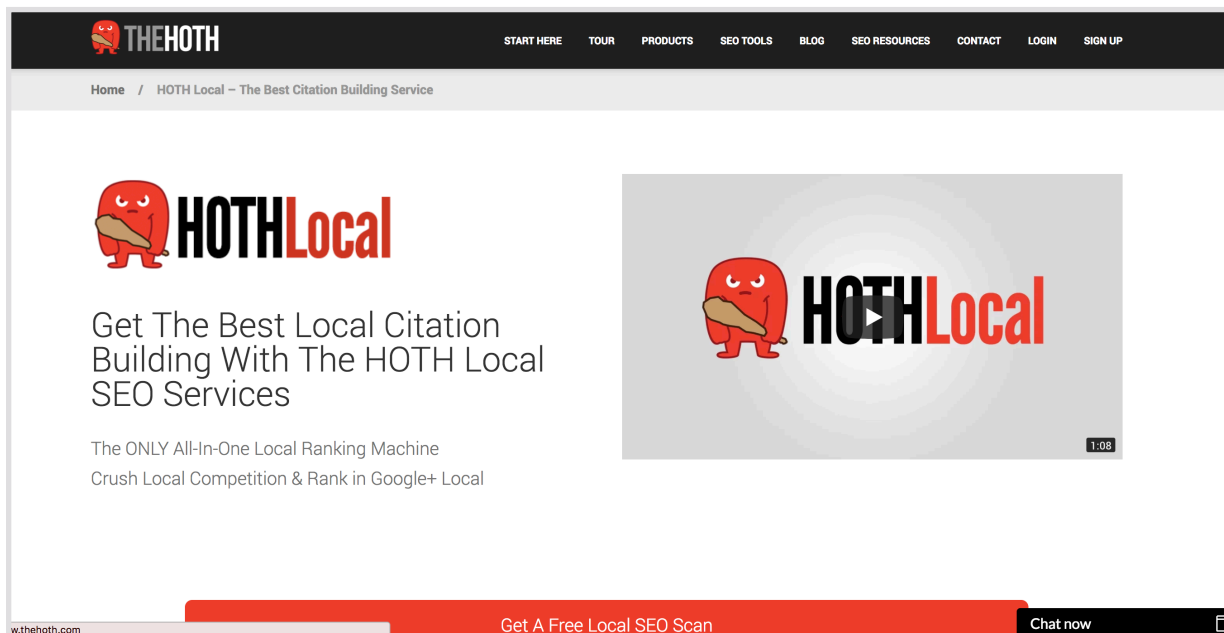 THEHOTH
START HERE TOUR PRODUCTS SEO TOOLS BLOG SEO RESOURCES CONTACT LOGIN SIGN UP
Home / HOTH Local – The Best Citation Building Service
HOTHLocal
Get The Best Local Citation
Building With The HOTH Local
SEO Services
The ONLY All-In-One Local Ranking Machine
Crush Local Competition & Rank in Google+ Local
HOTHLocal
1:08
Get A Free Local SEO Scan
Chat now
w.thehoth.com